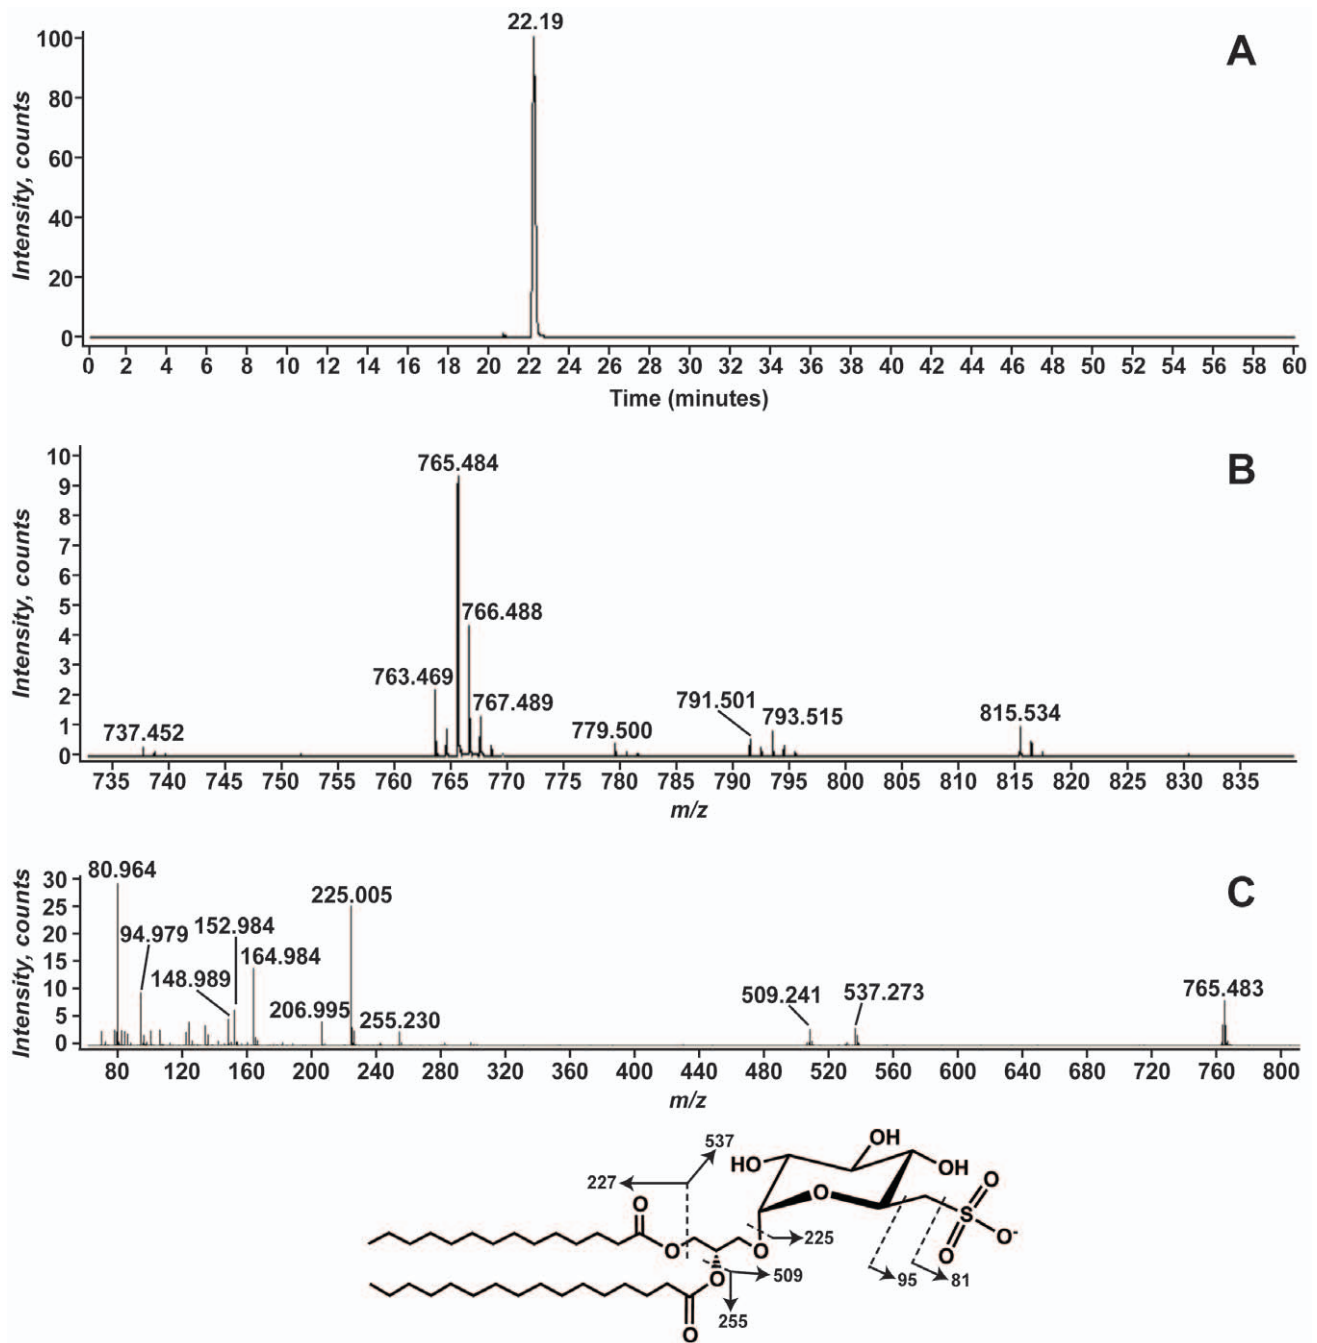 22.19
A
100
80
60
40
20
0
Intensity, counts
0 2 4 6 8 10 12 14 16 18 20 22 24 26 28 30 32 34 36 38 40 42 44 46 48 50 52 54 56 58 60
Time (minutes)
B
10
9
8
7
6
5
4
3
2
1
0
Intensity, counts
765.484
766.488
763.469
767.489
737.452
779.500
791.501
793.515
815.534
735 740 745 750 755 760 765 770 775 780 785 790 795 800 805 810 815 820 825 830 835
m/z
C
30
25
20
15
10
5
0
Intensity, counts
80.964
225.005
94.979
152.984
148.989
164.984
206.995
255.230
509.241
537.273
765.483
80 120 160 200 240 280 320 360 400 440 480 520 560 600 640 680 720 760 800
m/z
537
227
HO
OH
OH
O
O
O
S
O-
O
O
O
225
O
509
95
81
255
O